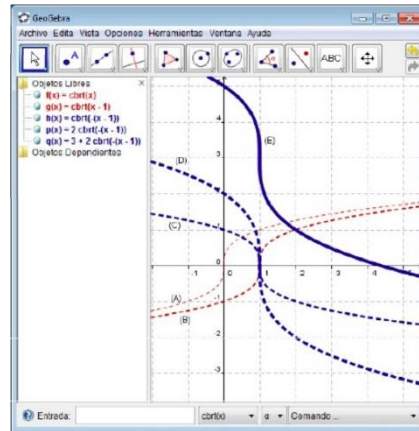 GeoGebra
Archivo Edita Vista Opciones Herramientas Ventana Ayuda
ABC
Objetos Libres
f(x) = cbrt(x)
g(x) = cbrt(x - 1)
h(x) = cbrt(-(x - 1))
p(x) = 2 cbrt(-(x - 1))
q(x) = 3 + 2 cbrt(-(x - 1))
Objetos Dependientes
(E)
4
(D)
3
2
(C)
1
0
-1 0 1 2 3 4 5
(A)
-1
(B)
-2
-3
Entrada:
cbrt(x)
α
Comando ...